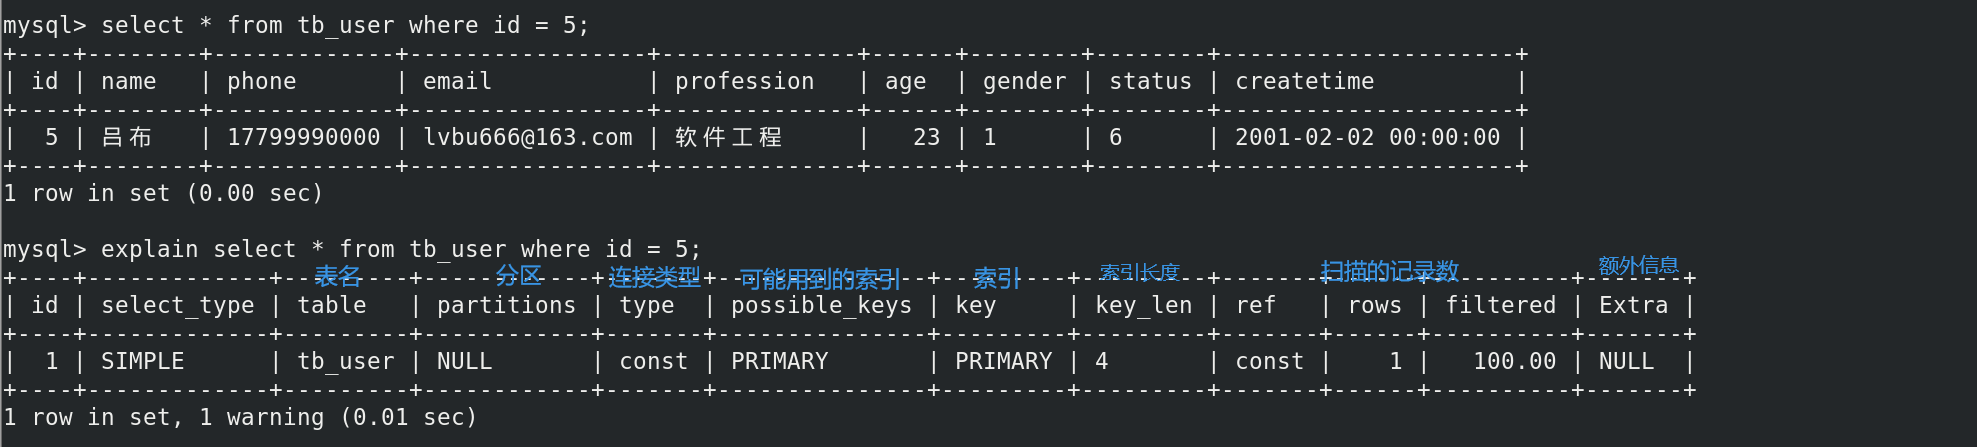 mysql> select * from tb_user where id = 5;
+----+--------+-------------+-----------------+--------------+------+--------+--------+---------------------+
| id | name   | phone       | email           | profession   | age  | gender | status | createtime          |
+----+--------+-------------+-----------------+--------------+------+--------+--------+---------------------+
|  5 | 吕布   | 17799990000 | lvbu666@163.com | 软件工程     |   23 | 1      | 6      | 2001-02-02 00:00:00 |
+----+--------+-------------+-----------------+--------------+------+--------+--------+---------------------+
1 row in set (0.00 sec)
mysql> explain select * from tb_user where id = 5;
表名 分区 连接类型 可能用到的索引 索引 索引长度 扫描的记录数 额外信息
+----+-------------+---------+------------+-------+---------------+---------+---------+-------+------+----------+-------+
| id | select_type | table   | partitions | type  | possible_keys | key     | key_len | ref   | rows | filtered | Extra |
+----+-------------+---------+------------+-------+---------------+---------+---------+-------+------+----------+-------+
|  1 | SIMPLE      | tb_user | NULL       | const | PRIMARY       | PRIMARY | 4       | const |    1 |   100.00 | NULL  |
+----+-------------+---------+------------+-------+---------------+---------+---------+-------+------+----------+-------+
1 row in set, 1 warning (0.01 sec)